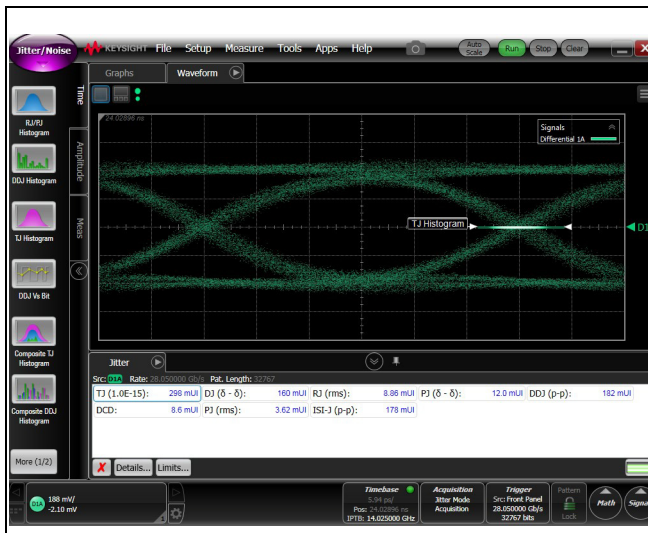 Jitter/Noise
KEYSIGHT File Setup Measure Tools Apps Help
Auto Scale
Run
Stop
Clear
Graphs Waveform
Time
Amplitude
Meas
RJ/PJ
Histogram
DDJ Histogram
TJ Histogram
DDJ Vs Bit
Composite TJ
Histogram
Composite DDJ
Histogram
More (1/2)
24.02896 ns
Signals
Differential 1A
TJ Histogram
D1
Jitter
Src: D1A Rate: 28.050000 Gb/s Pat. Length: 32767
TJ (1.0E-15): 298 mUI DJ (δ - δ): 160 mUI RJ (rms): 8.86 mUI PJ (δ - δ): 12.0 mUI DDJ (p-p): 182 mUI
DCD: 8.6 mUI PJ (rms): 3.62 mUI ISI-J (p-p): 178 mUI
Details... Limits...
D1A 188 mV/
-2.10 mV
Timebase
5.94 ps/
Pos: 24.02896 ns
IPTB: 14.025000 GHz
Acquisition
Jitter Mode
Acquisition
Trigger
Src: Front Panel
28.050000 Gb/s
32767 bits
Pattern
Lock
Math
Signa